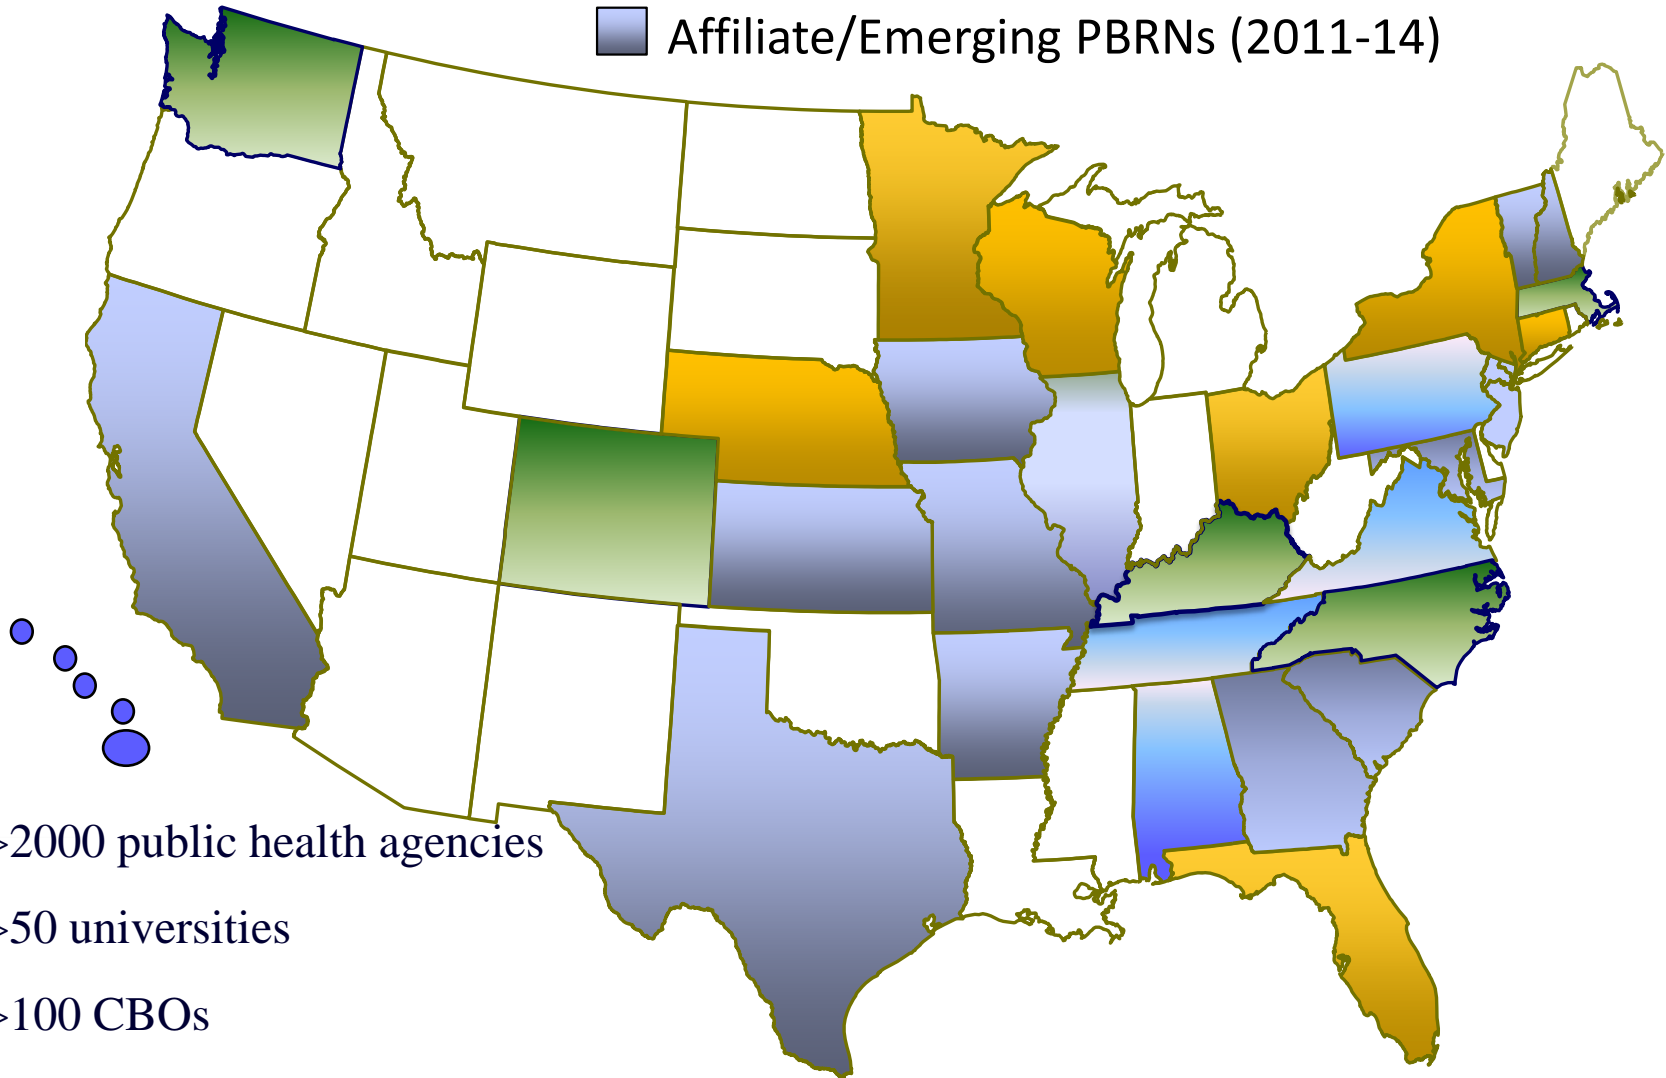 Affiliate/Emerging PBRNs (2011-14)
>2000 public health agencies
>50 universities
>100 CBOs